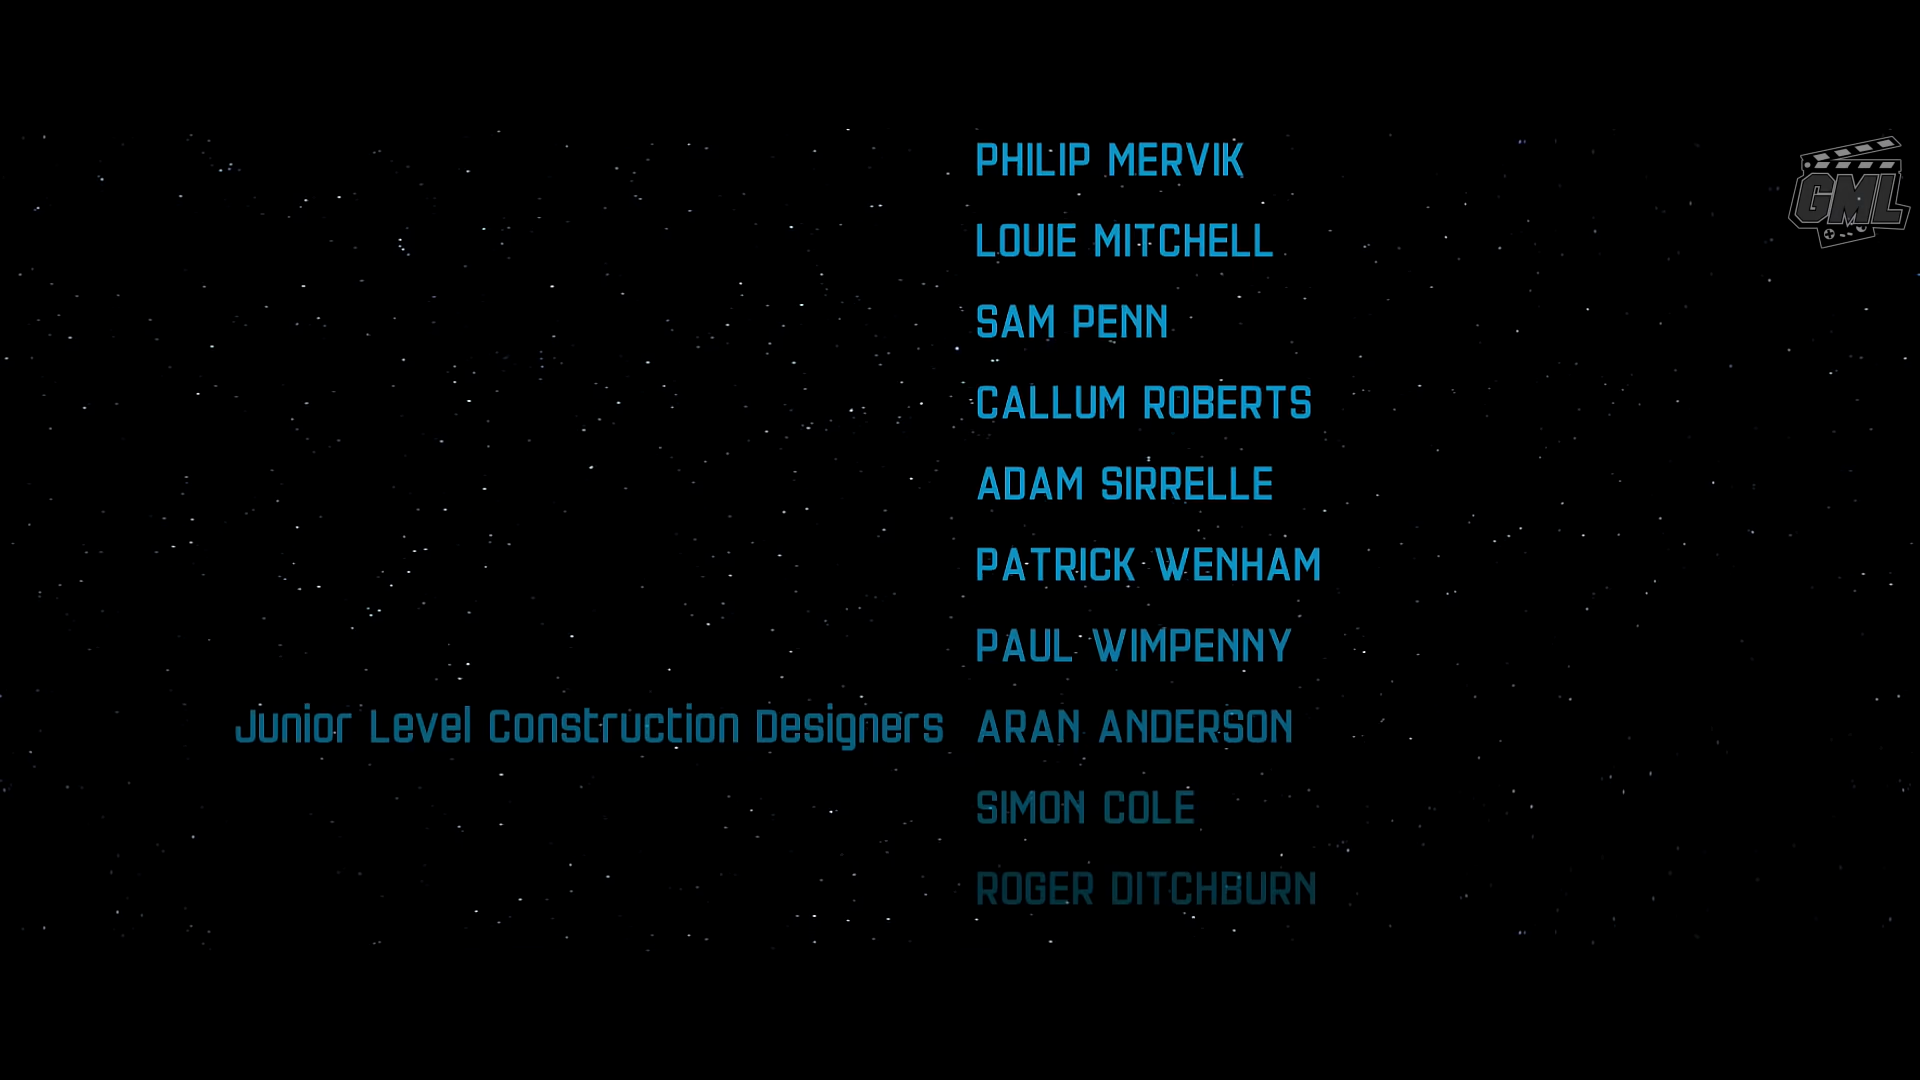 PHILIP MERVIK
GML
LOUIE MITCHELL
SAM PENN
CALLUM ROBERTS
ADAM SIRRELLE
PATRICK WENHAM
PAUL WIMPENNY
Junior Level Construction Designers ARAN ANDERSON
SIMON COLE
ROGER DITCHBURN